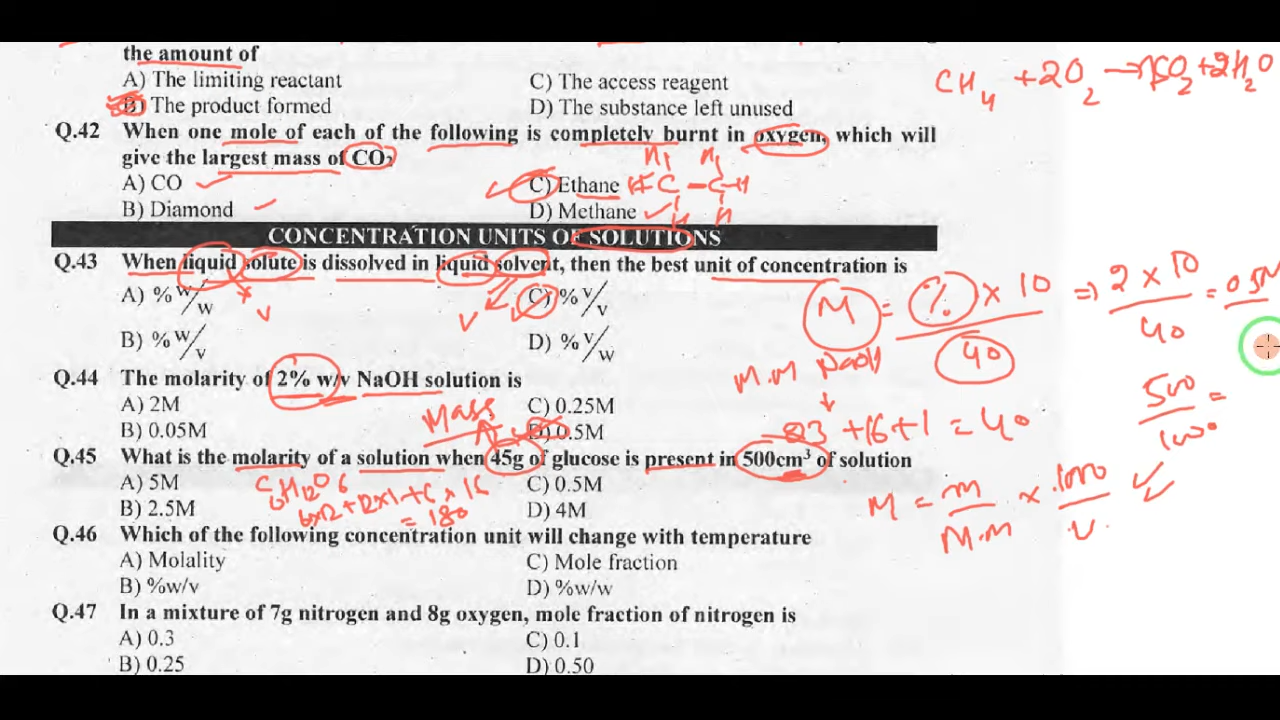 the amount of
A) The limiting reactant
C) The access reagent
B) The product formed
D) The substance left unused
CH4 + 2O2 → CO2 + 2H2O
Q.42 When one mole of each of the following is completely burnt in oxygen, which will
give the largest mass of CO2
A) CO
C) Ethane
H H
H C – C – H
H H
B) Diamond
D) Methane
CONCENTRATION UNITS OF SOLUTIONS
Q.43 When liquid solute is dissolved in liquid solvent, then the best unit of concentration is
A) % w/w
C) % v/v
v
v
B) % w/v
D) % v/w
M = % × 10 / 40 ⇒ 2 × 10 / 40 = 0.5M
M.M NaOH
23 + 16 + 1 = 40
500 / 1000 =
Q.44 The molarity of 2% w/v NaOH solution is
A) 2M
C) 0.25M
Mass
B) 0.05M
D) 0.5M
Q.45 What is the molarity of a solution when 45g of glucose is present in 500cm³ of solution
A) 5M
C) 0.5M
C6H12O6
6×12 + 12×1 + 6×16
= 180
B) 2.5M
D) 4M
M = m / M.M × 1000 / v
Q.46 Which of the following concentration unit will change with temperature
A) Molality
C) Mole fraction
B) %w/v
D) %w/w
Q.47 In a mixture of 7g nitrogen and 8g oxygen, mole fraction of nitrogen is
A) 0.3
C) 0.1
B) 0.25
D) 0.50